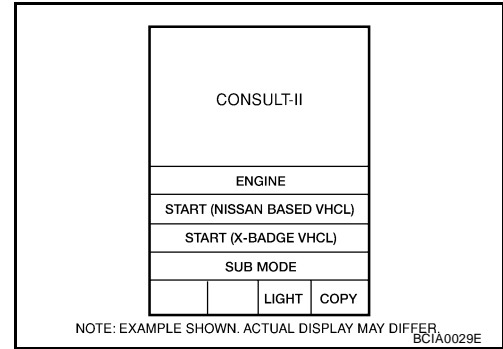 CONSULT-II
ENGINE
START (NISSAN BASED VHCL)
START (X-BADGE VHCL)
SUB MODE
LIGHT COPY
NOTE: EXAMPLE SHOWN. ACTUAL DISPLAY MAY DIFFER.
BCIA0029E